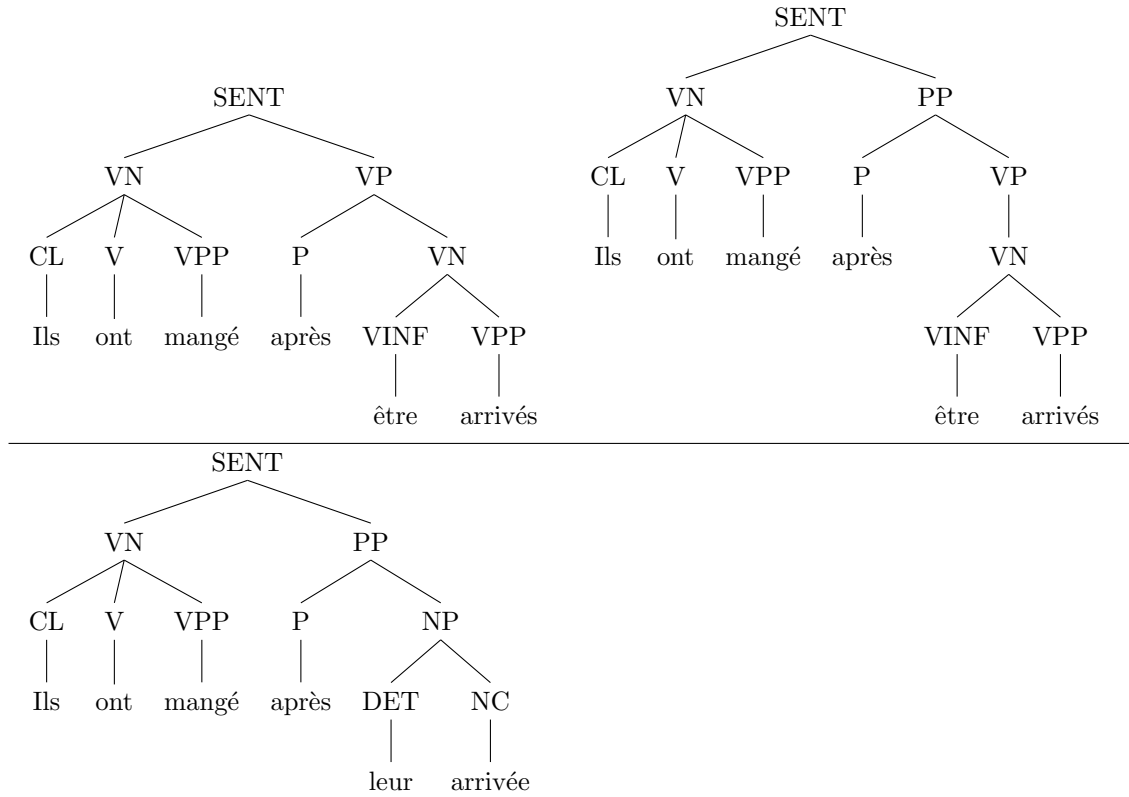 SENT
VN VP
CL V VPP P VN
Ils ont mangé après VINF VPP
être arrivés
SENT
VN PP
CL V VPP P VP
Ils ont mangé après VN
VINF VPP
être arrivés
SENT
VN PP
CL V VPP P NP
Ils ont mangé après DET NC
leur arrivée